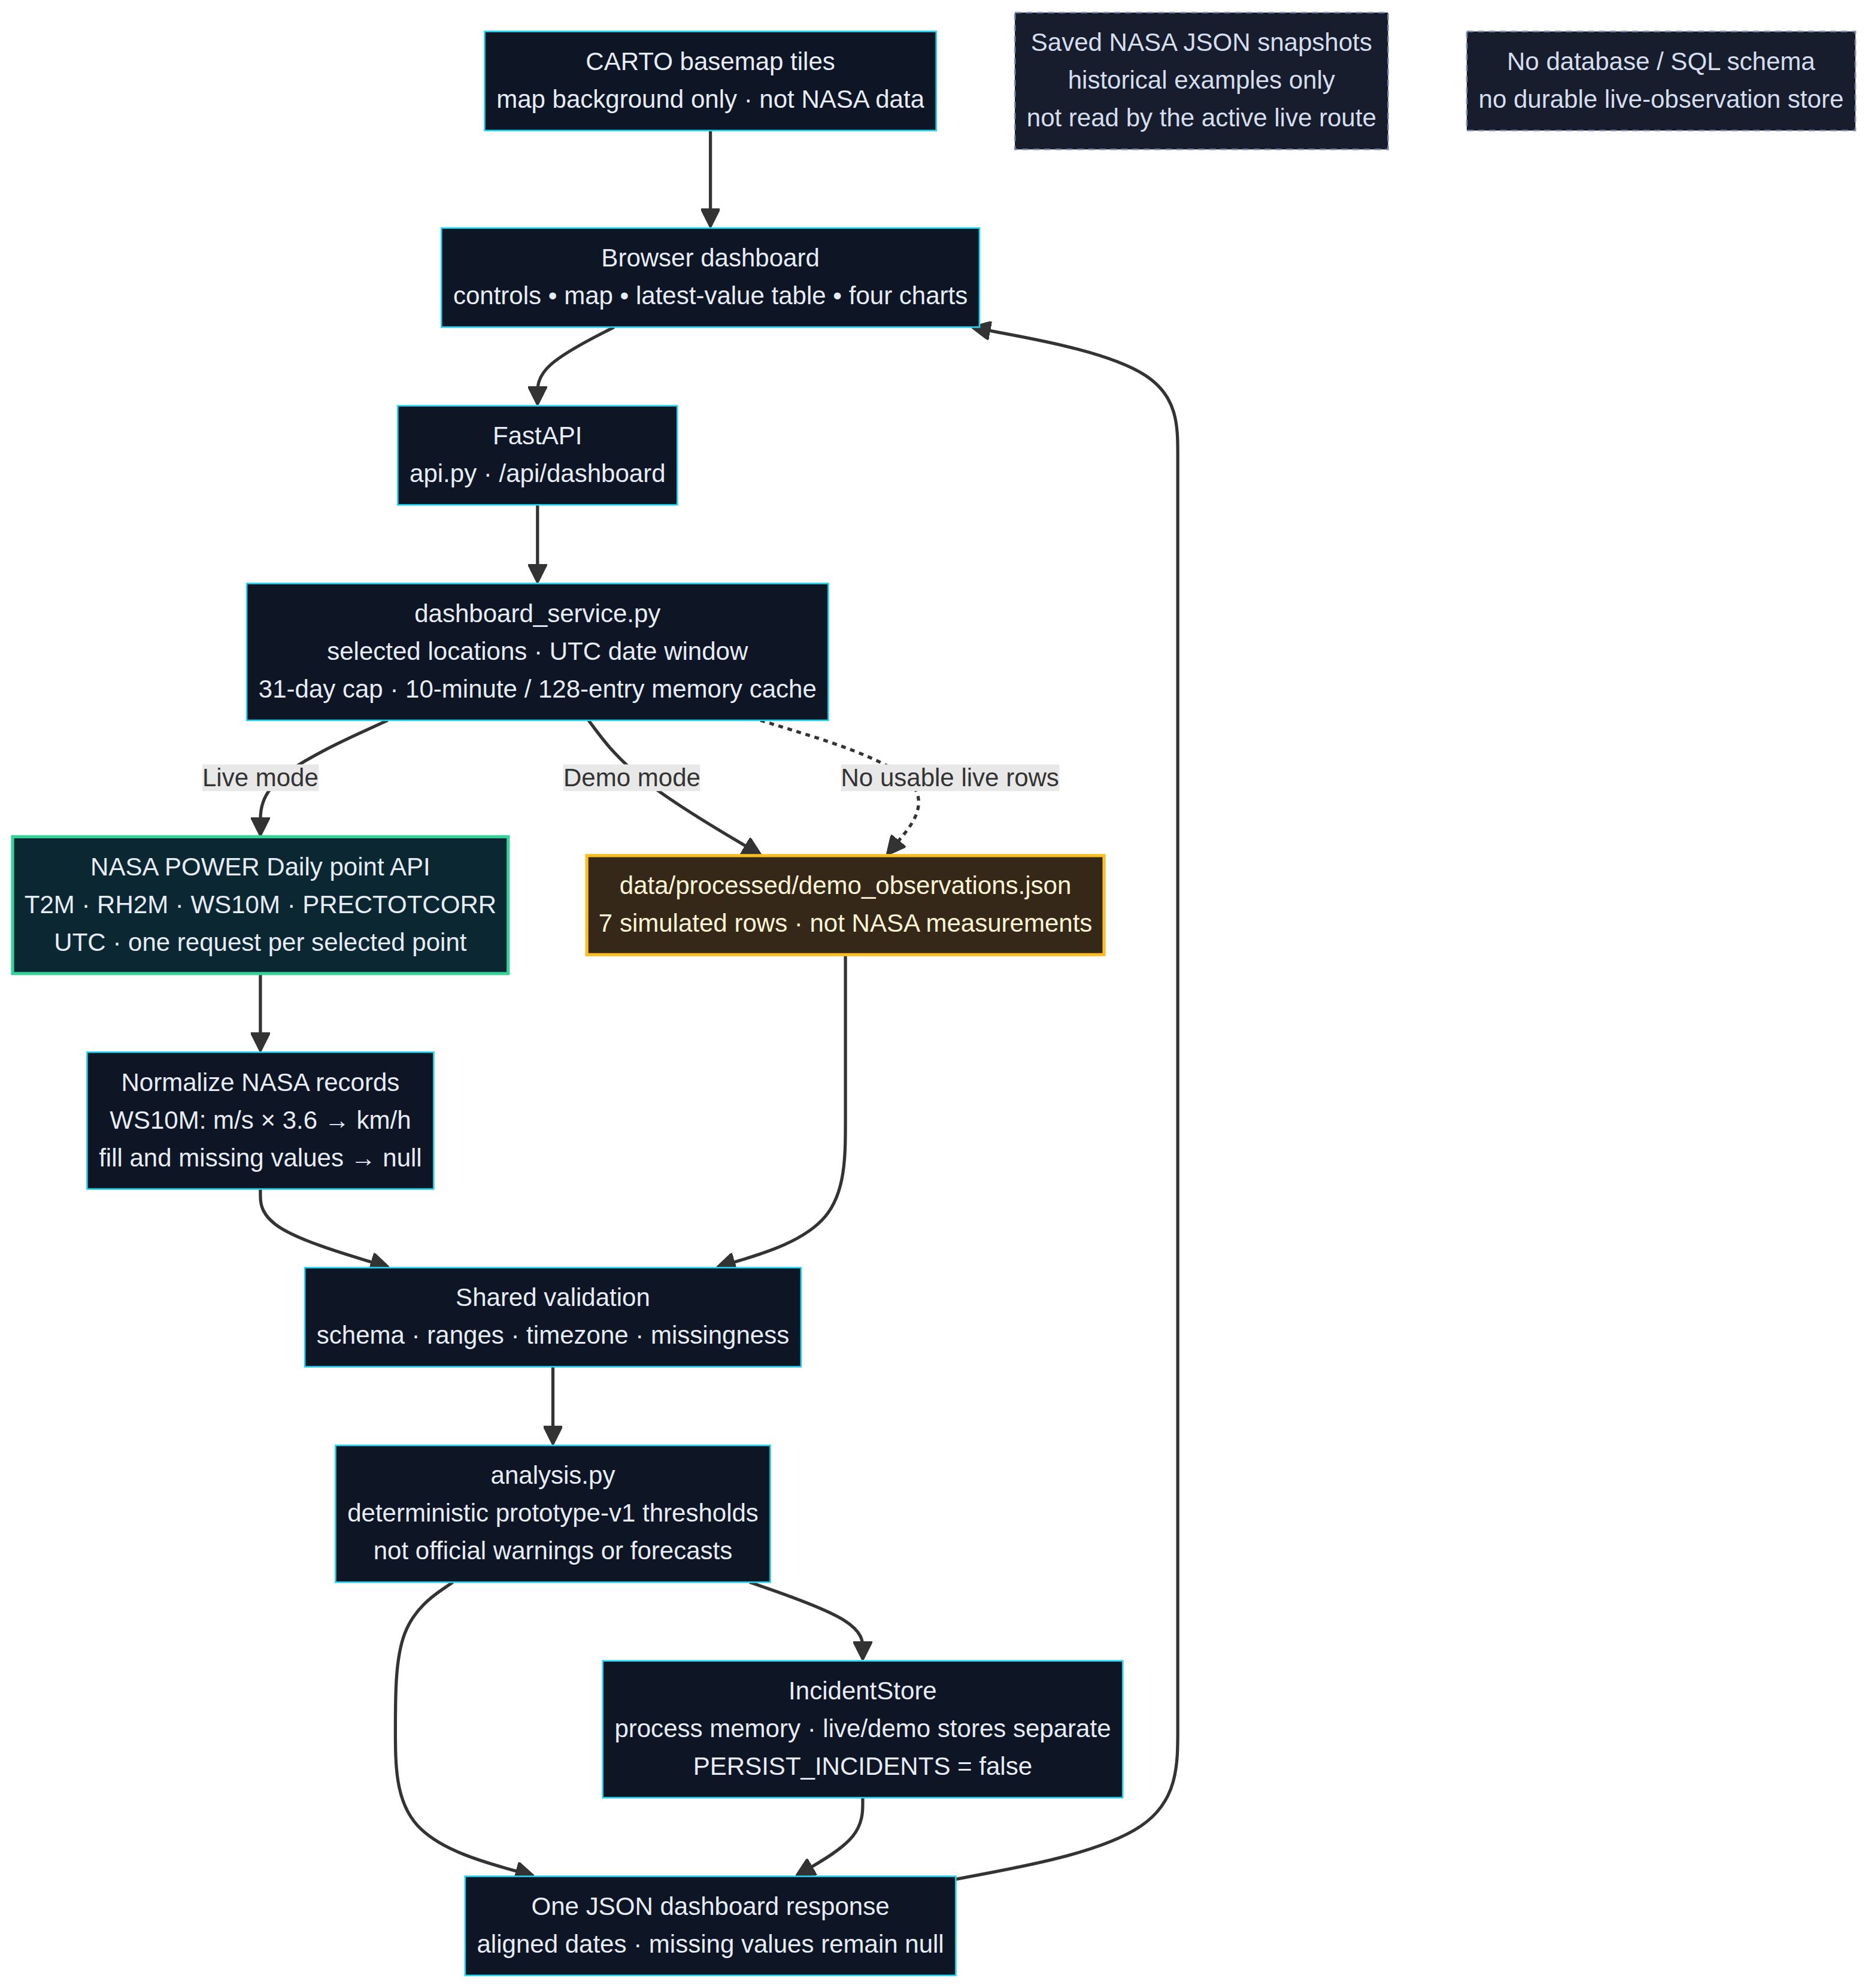 CARTO basemap tiles
map background only · not NASA data
Saved NASA JSON snapshots
historical examples only
not read by the active live route
No database / SQL schema
no durable live-observation store
Browser dashboard
controls • map • latest-value table • four charts
FastAPI
api.py · /api/dashboard
dashboard_service.py
selected locations · UTC date window
31-day cap · 10-minute / 128-entry memory cache
Live mode
Demo mode
No usable live rows
NASA POWER Daily point API
T2M · RH2M · WS10M · PRECTOTCORR
UTC · one request per selected point
data/processed/demo_observations.json
7 simulated rows · not NASA measurements
Normalize NASA records
WS10M: m/s × 3.6 → km/h
fill and missing values → null
Shared validation
schema · ranges · timezone · missingness
analysis.py
deterministic prototype-v1 thresholds
not official warnings or forecasts
IncidentStore
process memory · live/demo stores separate
PERSIST_INCIDENTS = false
One JSON dashboard response
aligned dates · missing values remain null